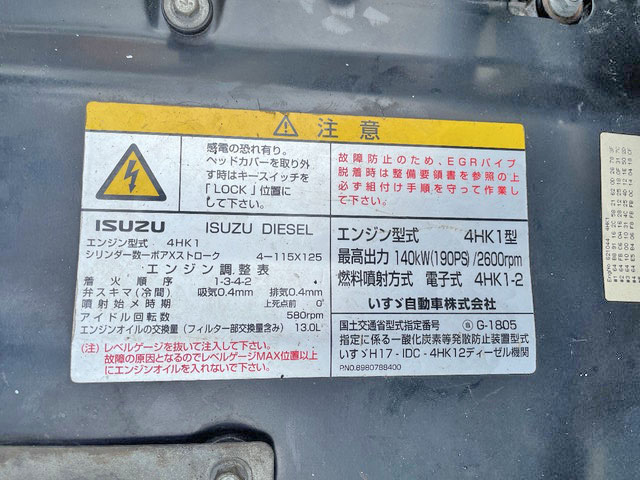 注意
感電の恐れ有り。
ヘッドカバーを取り外
す時はキースイッチを
「LOCK」位置に
して下さい。
故障防止のため、EGRパイプ
脱着時は整備要領書を参照の上
必ず組付け手順を守って作業し
て下さい。
ISUZU ISUZU DIESEL
エンジン型式 4HK1
シリンダー数ーボアXストローク 4-115X125
エンジン調整表
着火順序 1-3-4-2
弁スキマ(冷間) 吸気0.4mm 排気0.4mm
噴射始メ時期 上死点前 0°
アイドル回転数 580rpm
エンジンオイルの交換量(フィルター部交換量含み) 13.0L
(注)レベルゲージを抜いて注入して下さい。
故障の原因となるのでレベルゲージMAX位置以上
にエンジンオイルを入れないで下さい。
エンジン型式 4HK1型
最高出力 140kW(190PS)/2600rpm
燃料噴射方式 電子式 4HK1-2
いすゞ自動車株式会社
国土交通省型式指定番号 G-1805
指定に係る一酸化炭素等発散防止装置型式
いすゞH17-IDC-4HK12ディーゼル機関
P.NO.8980788400